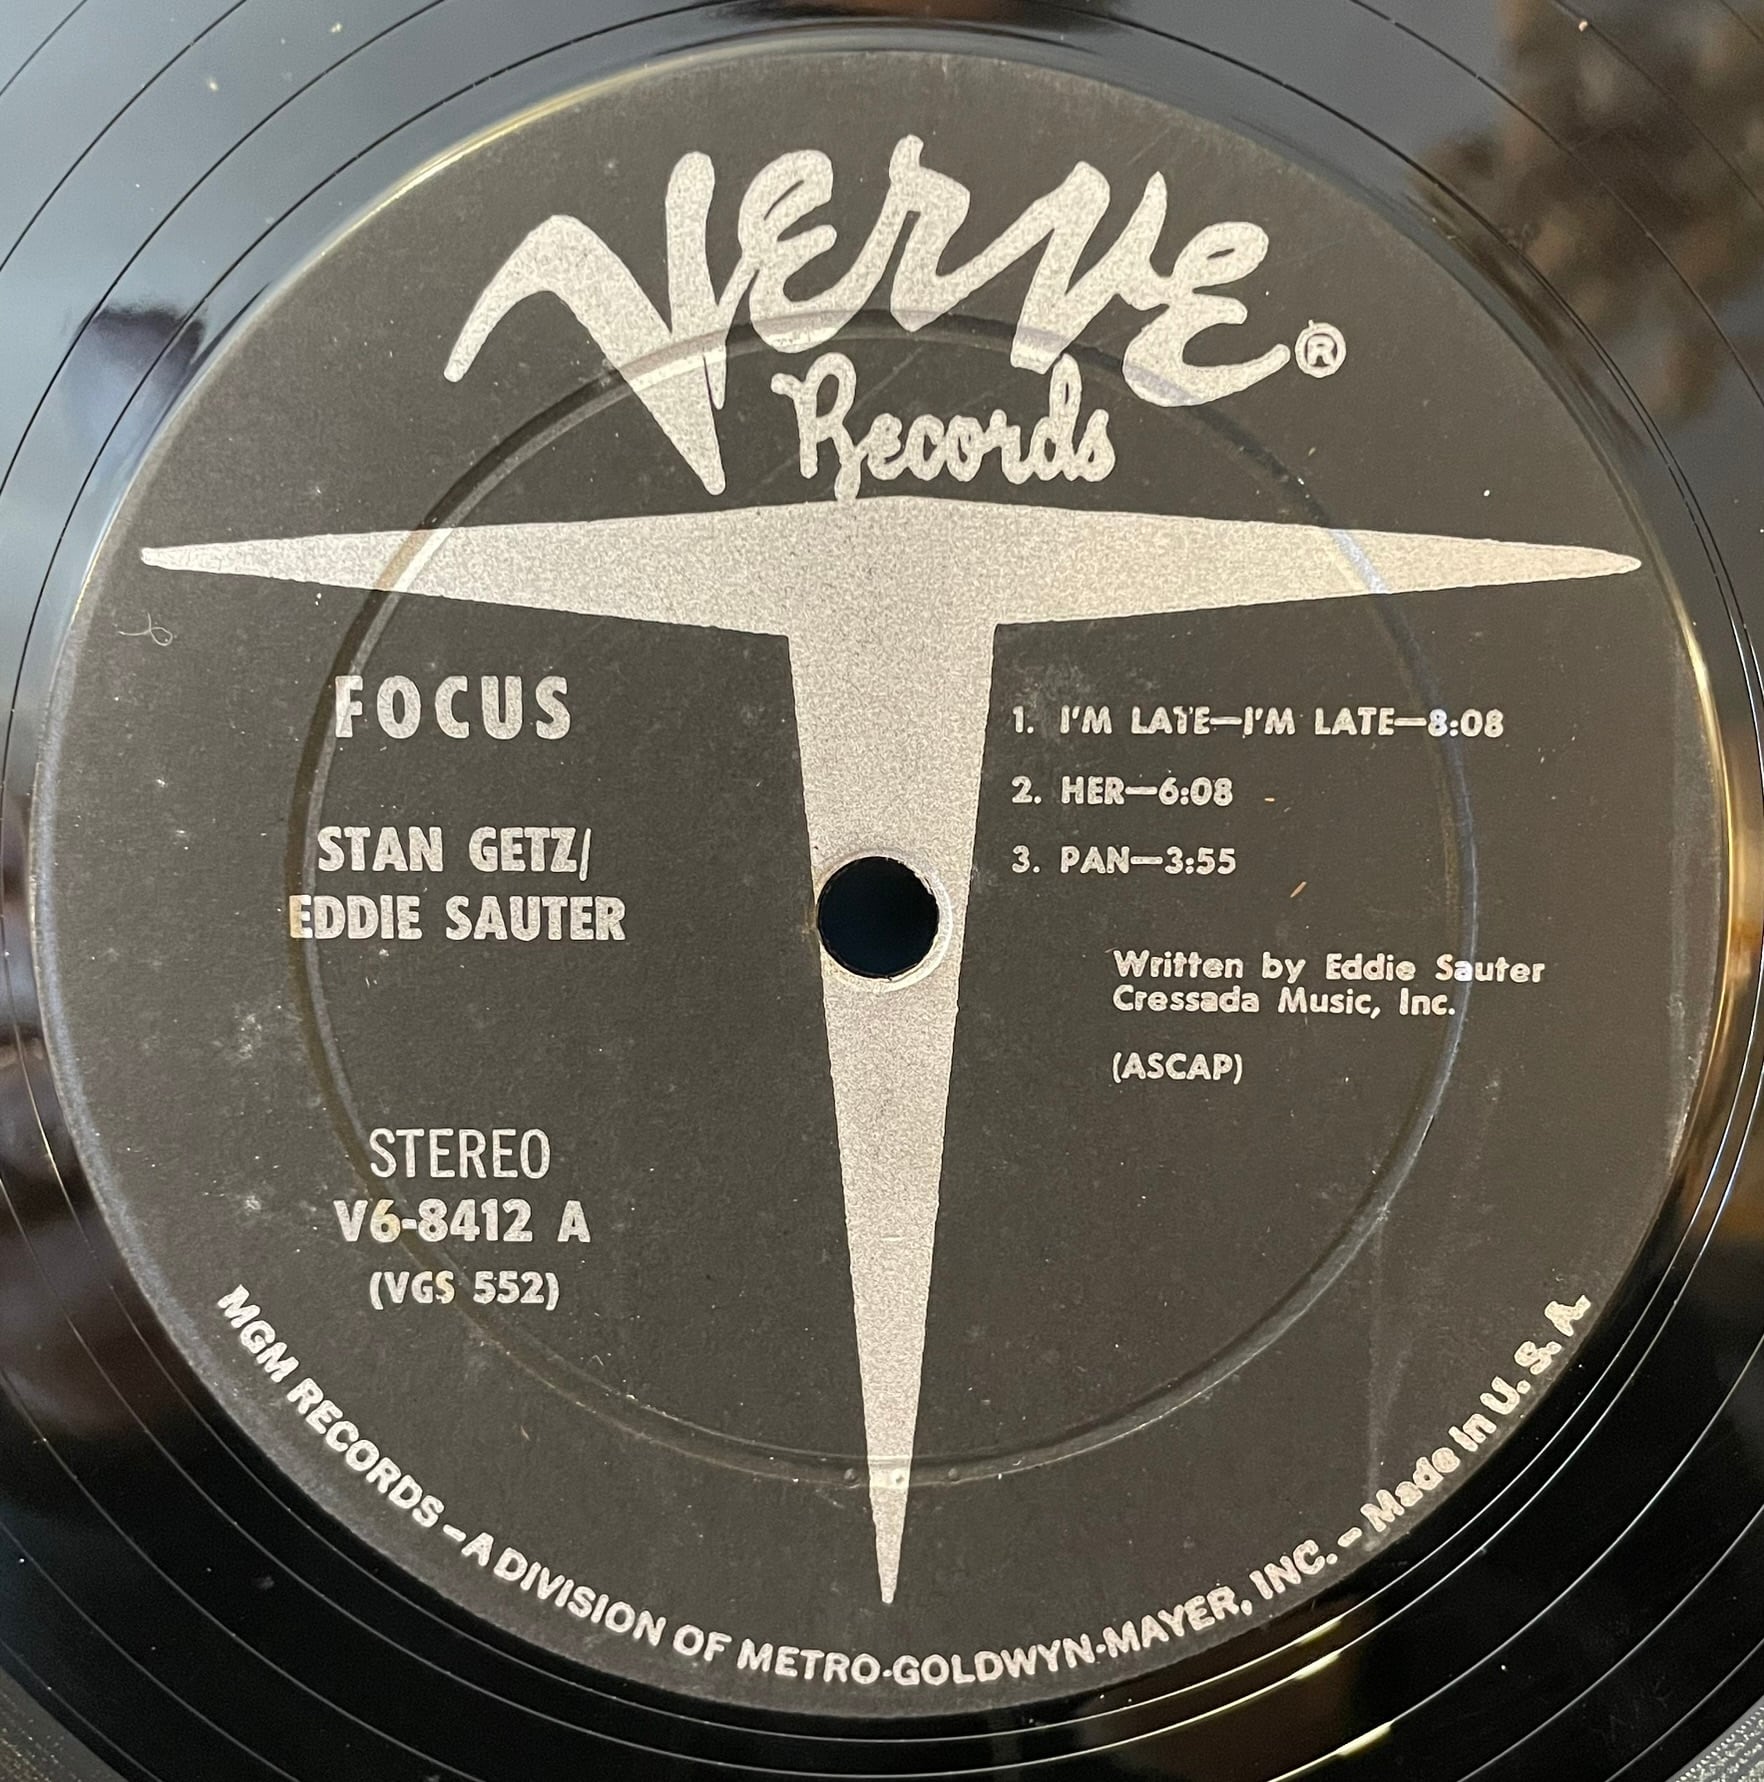 Verve®
Records
FOCUS
STAN GETZ/
EDDIE SAUTER
STEREO
V6-8412 A
(VGS 552)
1. I'M LATE—I'M LATE—8:08
2. HER—6:08
3. PAN—3:55
Written by Eddie Sauter
Cressada Music, Inc.
(ASCAP)
MGM RECORDS – A DIVISION OF METRO-GOLDWYN-MAYER, INC. – Made in U. S. A.